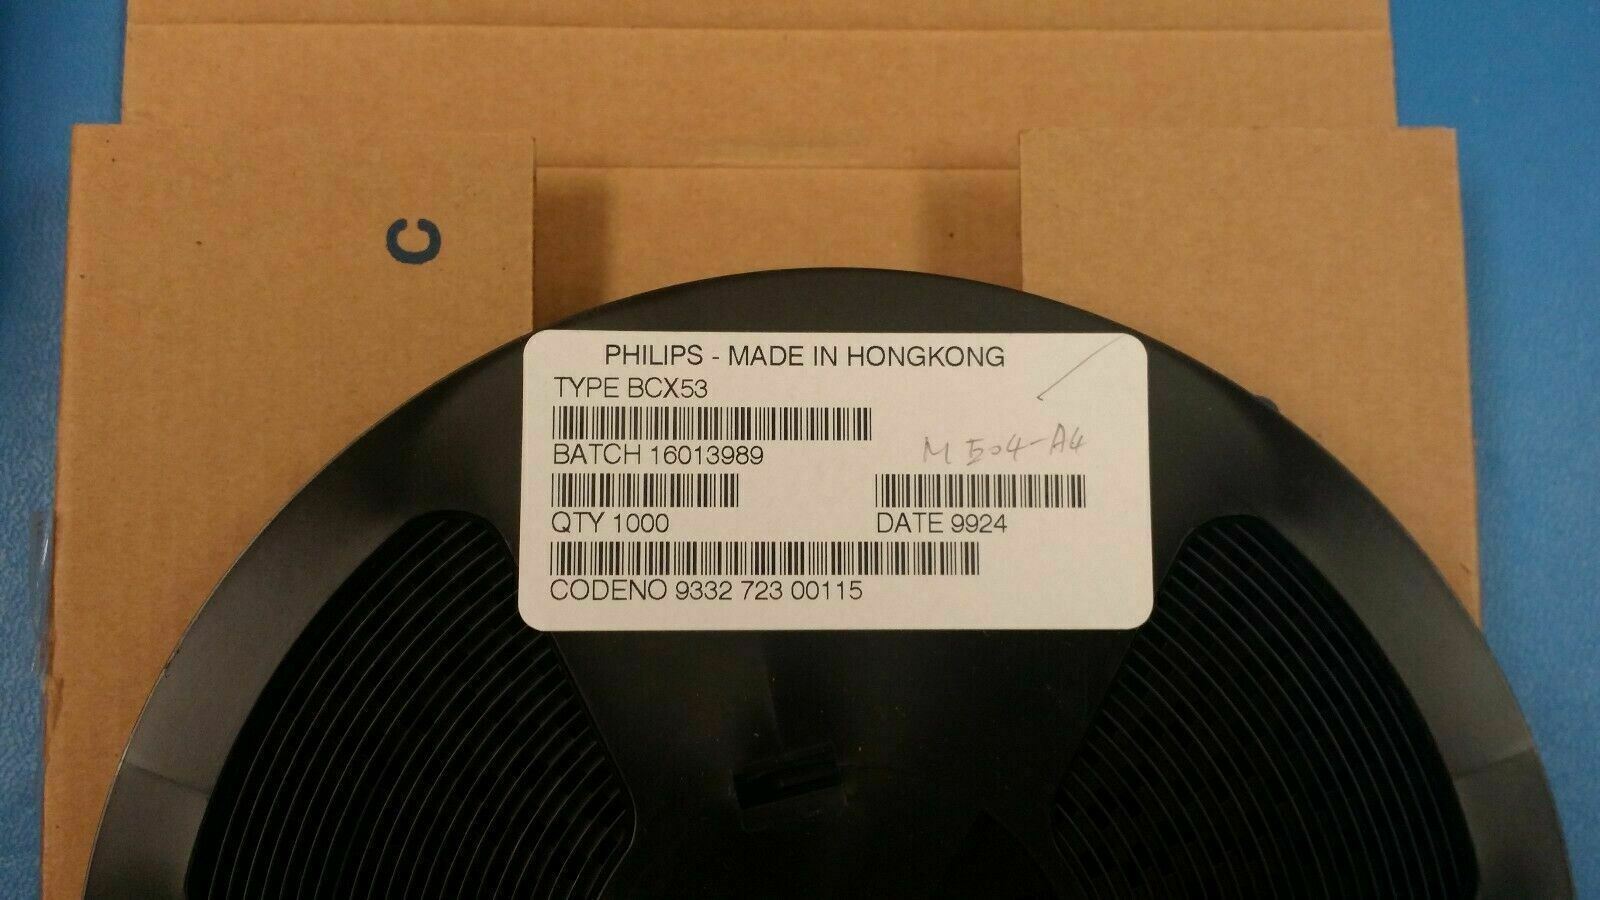 C
PHILIPS - MADE IN HONGKONG
TYPE BCX53
BATCH 16013989
M504-A4
QTY 1000
DATE 9924
CODENO 9332 723 00115